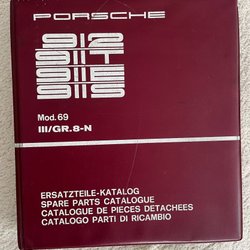 PORSCHE
912
911T
911E
911S
Mod. 69
III/GR.8-N
ERSATZTEILE-KATALOG
SPARE PARTS CATALOGUE
CATALOGUE DE PIECES DETACHEES
CATALOGO PARTI DI RICAMBIO